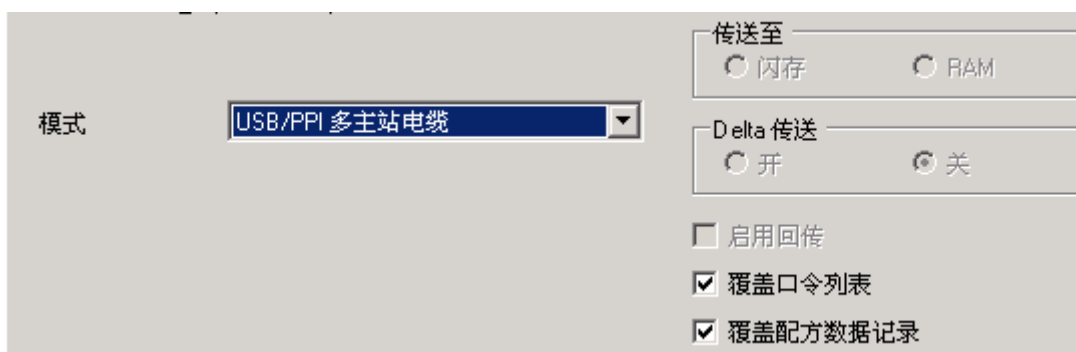 传送至
闪存 RAM
模式 USB/PPI 多主站电缆
Delta 传送
开 关
启用回传
覆盖口令列表
覆盖配方数据记录